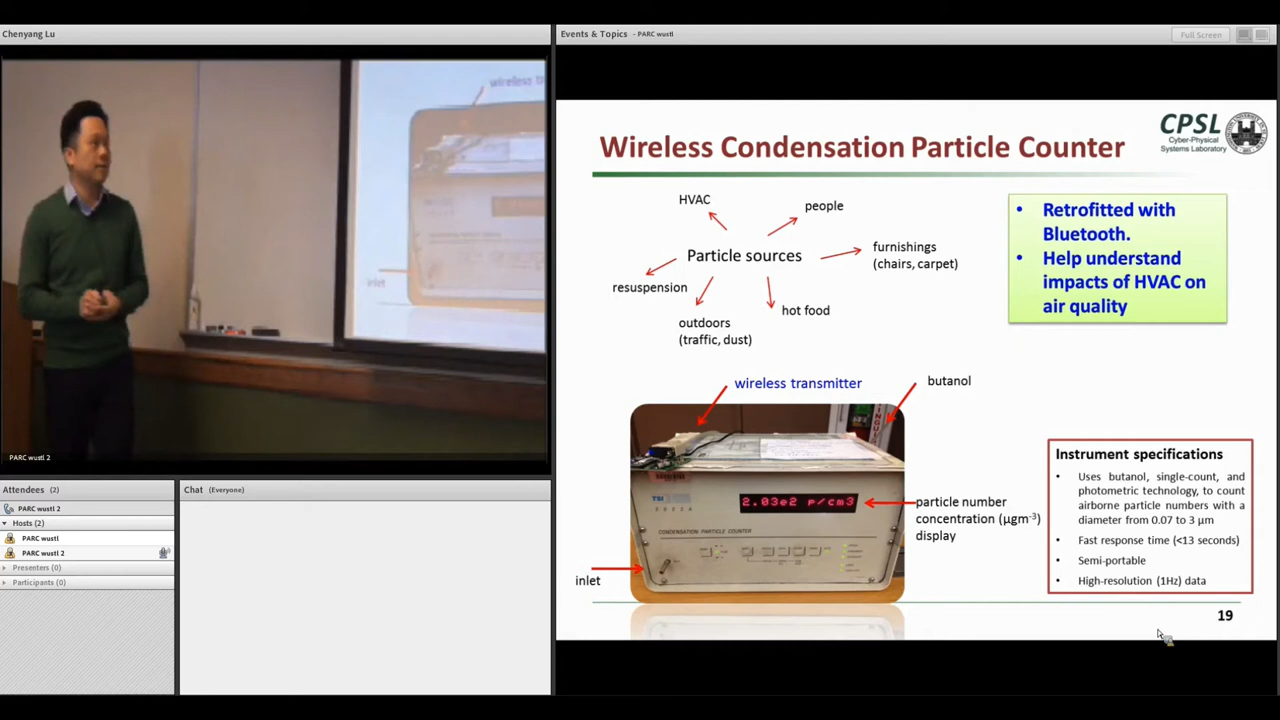 Chenyang Lu
Events & Topics - PARC wustl
Full Screen
wireless t
inlet
PARC wustl 2
Attendees (2)
PARC wustl 2
Hosts (2)
PARC wustl
PARC wustl 2
Presenters (0)
Participants (0)
Chat (Everyone)
Wireless Condensation Particle Counter
CPSL
Cyber-Physical
Systems Laboratory
HVAC
people
Particle sources
furnishings
(chairs, carpet)
resuspension
hot food
outdoors
(traffic, dust)
• Retrofitted with
Bluetooth.
• Help understand
impacts of HVAC on
air quality
wireless transmitter
butanol
TSI
2.03e2 p/cm3
CONDENSATION PARTICLE COUNTER
particle number
concentration (µgm-3)
display
inlet
Instrument specifications
• Uses butanol, single-count, and
photometric technology, to count
airborne particle numbers with a
diameter from 0.07 to 3 µm
• Fast response time (<13 seconds)
• Semi-portable
• High-resolution (1Hz) data
19